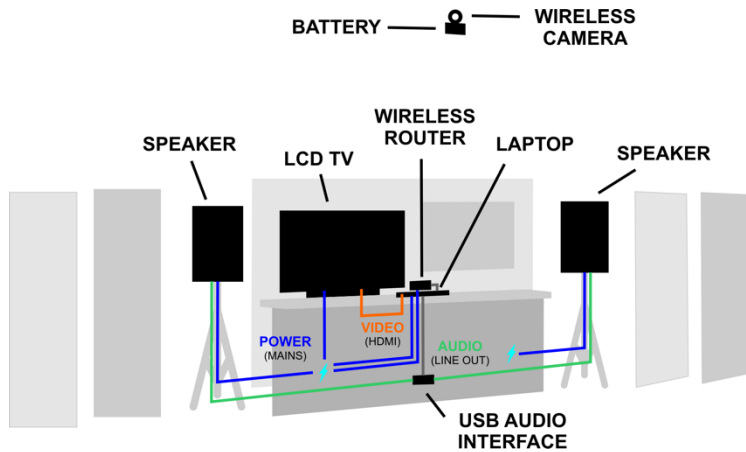 BATTERY
WIRELESS
CAMERA
WIRELESS
ROUTER
SPEAKER
LCD TV
LAPTOP
SPEAKER
POWER
(MAINS)
VIDEO
(HDMI)
AUDIO
(LINE OUT)
USB AUDIO
INTERFACE